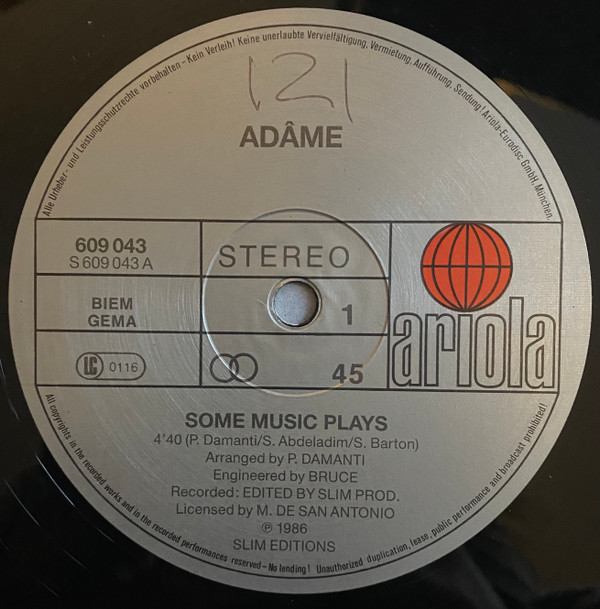 Alle Urheber- und Leistungsschutzrechte vorbehalten – Kein Verleih! Keine unerlaubte Vervielfältigung, Vermietung, Aufführung, Sendung! Ariola-Eurodisc GmbH, München.
121
ADÂME
609 043
S 609 043 A
STEREO
BIEM
GEMA
1
LC 0116
45
ariola
SOME MUSIC PLAYS
4'40 (P. Damanti/S. Abdeladim/S. Barton)
Arranged by P. DAMANTI
Engineered by BRUCE
Recorded: EDITED BY SLIM PROD.
Licensed by M. DE SAN ANTONIO
℗ 1986
SLIM EDITIONS
All copyrights in the recorded works and in the recorded performances reserved – No lending! Unauthorized duplication, lease, public performance and broadcast prohibited!